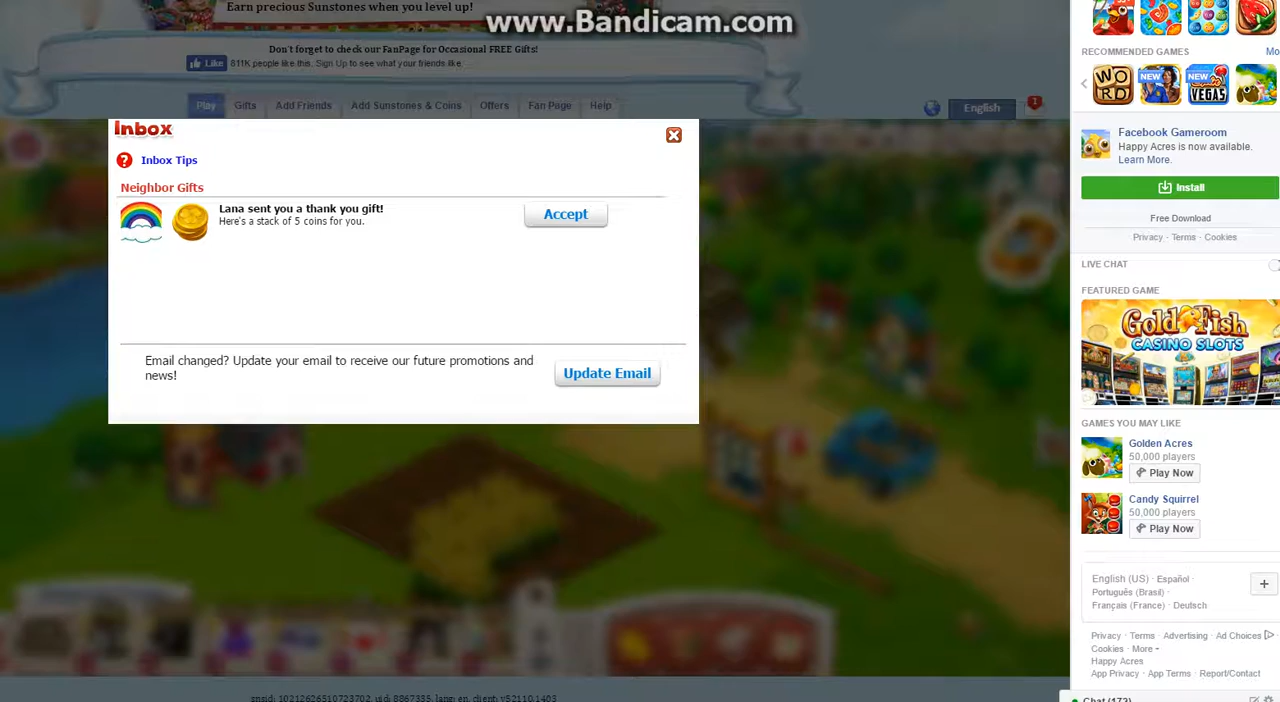 Earn precious Sunstones when you level up!
www.Bandicam.com
Don't forget to check our FanPage for Occasional FREE Gifts!
Like 811K people like this. Sign Up to see what your friends like.
Play Gifts Add Friends Add Sunstones & Coins Offers Fan Page Help English 1
Inbox
Inbox Tips
Neighbor Gifts
Lana sent you a thank you gift!
Here's a stack of 5 coins for you.
Accept
Email changed? Update your email to receive our future promotions and
news!
Update Email
RECOMMENDED GAMES Mo
WORD
NEW
NEW
VEGAS
Facebook Gameroom
Happy Acres is now available.
Learn More.
Install
Free Download
Privacy · Terms · Cookies
LIVE CHAT
FEATURED GAME
Gold Fish
CASINO SLOTS
GAMES YOU MAY LIKE
Golden Acres
50,000 players
Play Now
Candy Squirrel
50,000 players
Play Now
English (US) · Español ·
Português (Brasil) ·
Français (France) · Deutsch
+
Privacy · Terms · Advertising · Ad Choices ·
Cookies · More
Happy Acres
App Privacy · App Terms · Report/Contact
Chat (172)